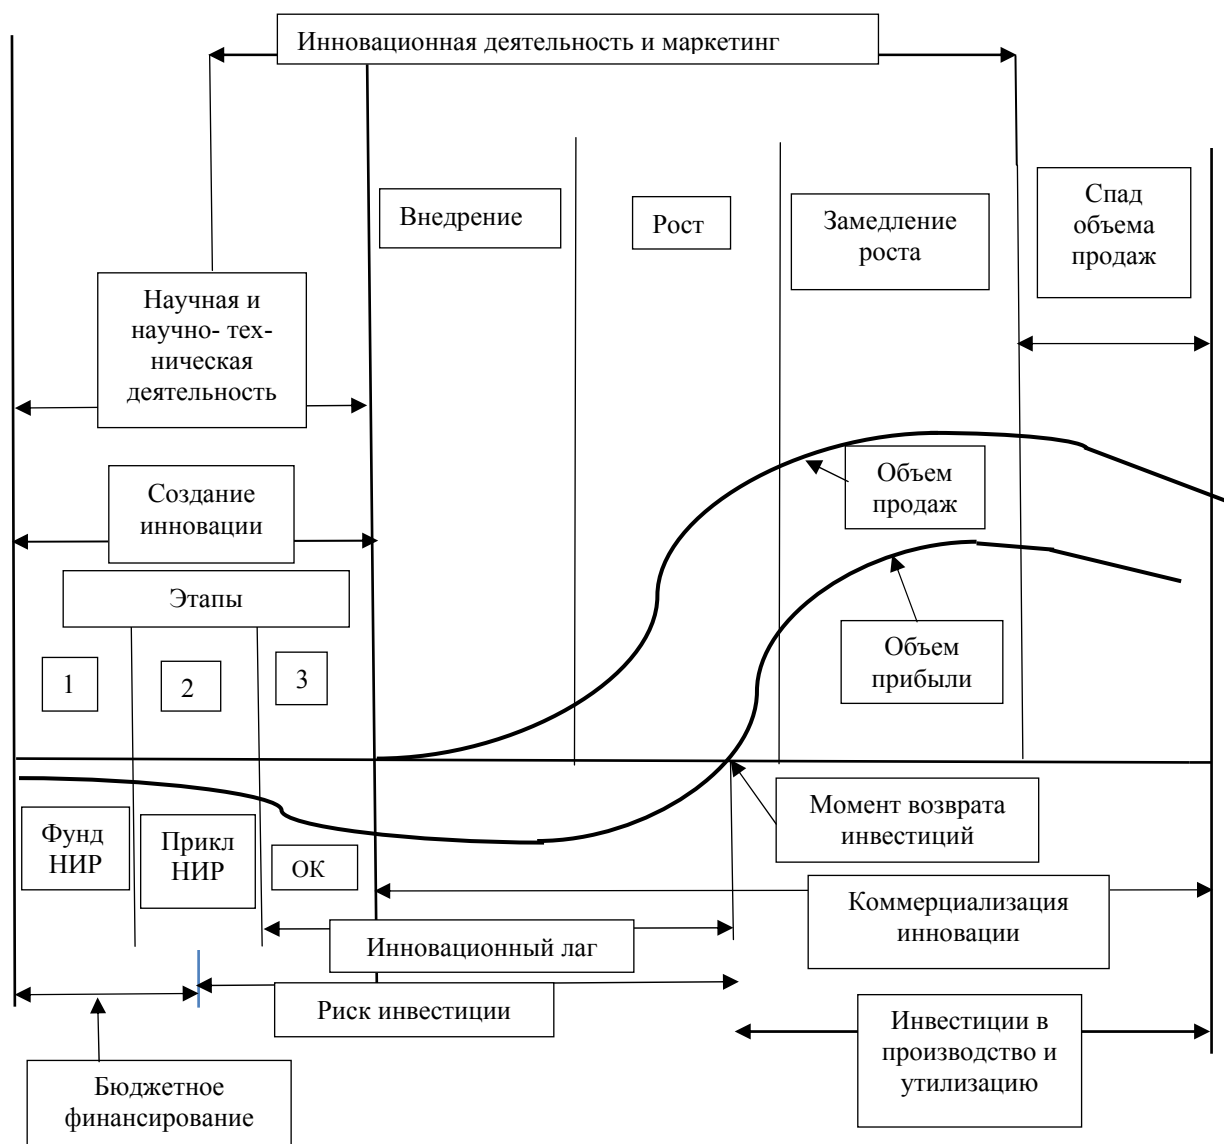 Инновационная деятельность и маркетинг
Внедрение
Рост
Замедление
роста
Спад
объема
продаж
Научная и
научно- тех-
ническая
деятельность
Создание
инновации
Объем
продаж
Этапы
1
2
3
Объем
прибыли
Фунд
НИР
Прикл
НИР
ОК
Момент возврата
инвестиций
Коммерциализация
инновации
Инновационный лаг
Риск инвестиции
Инвестиции в
производство и
утилизацию
Бюджетное
финансирование